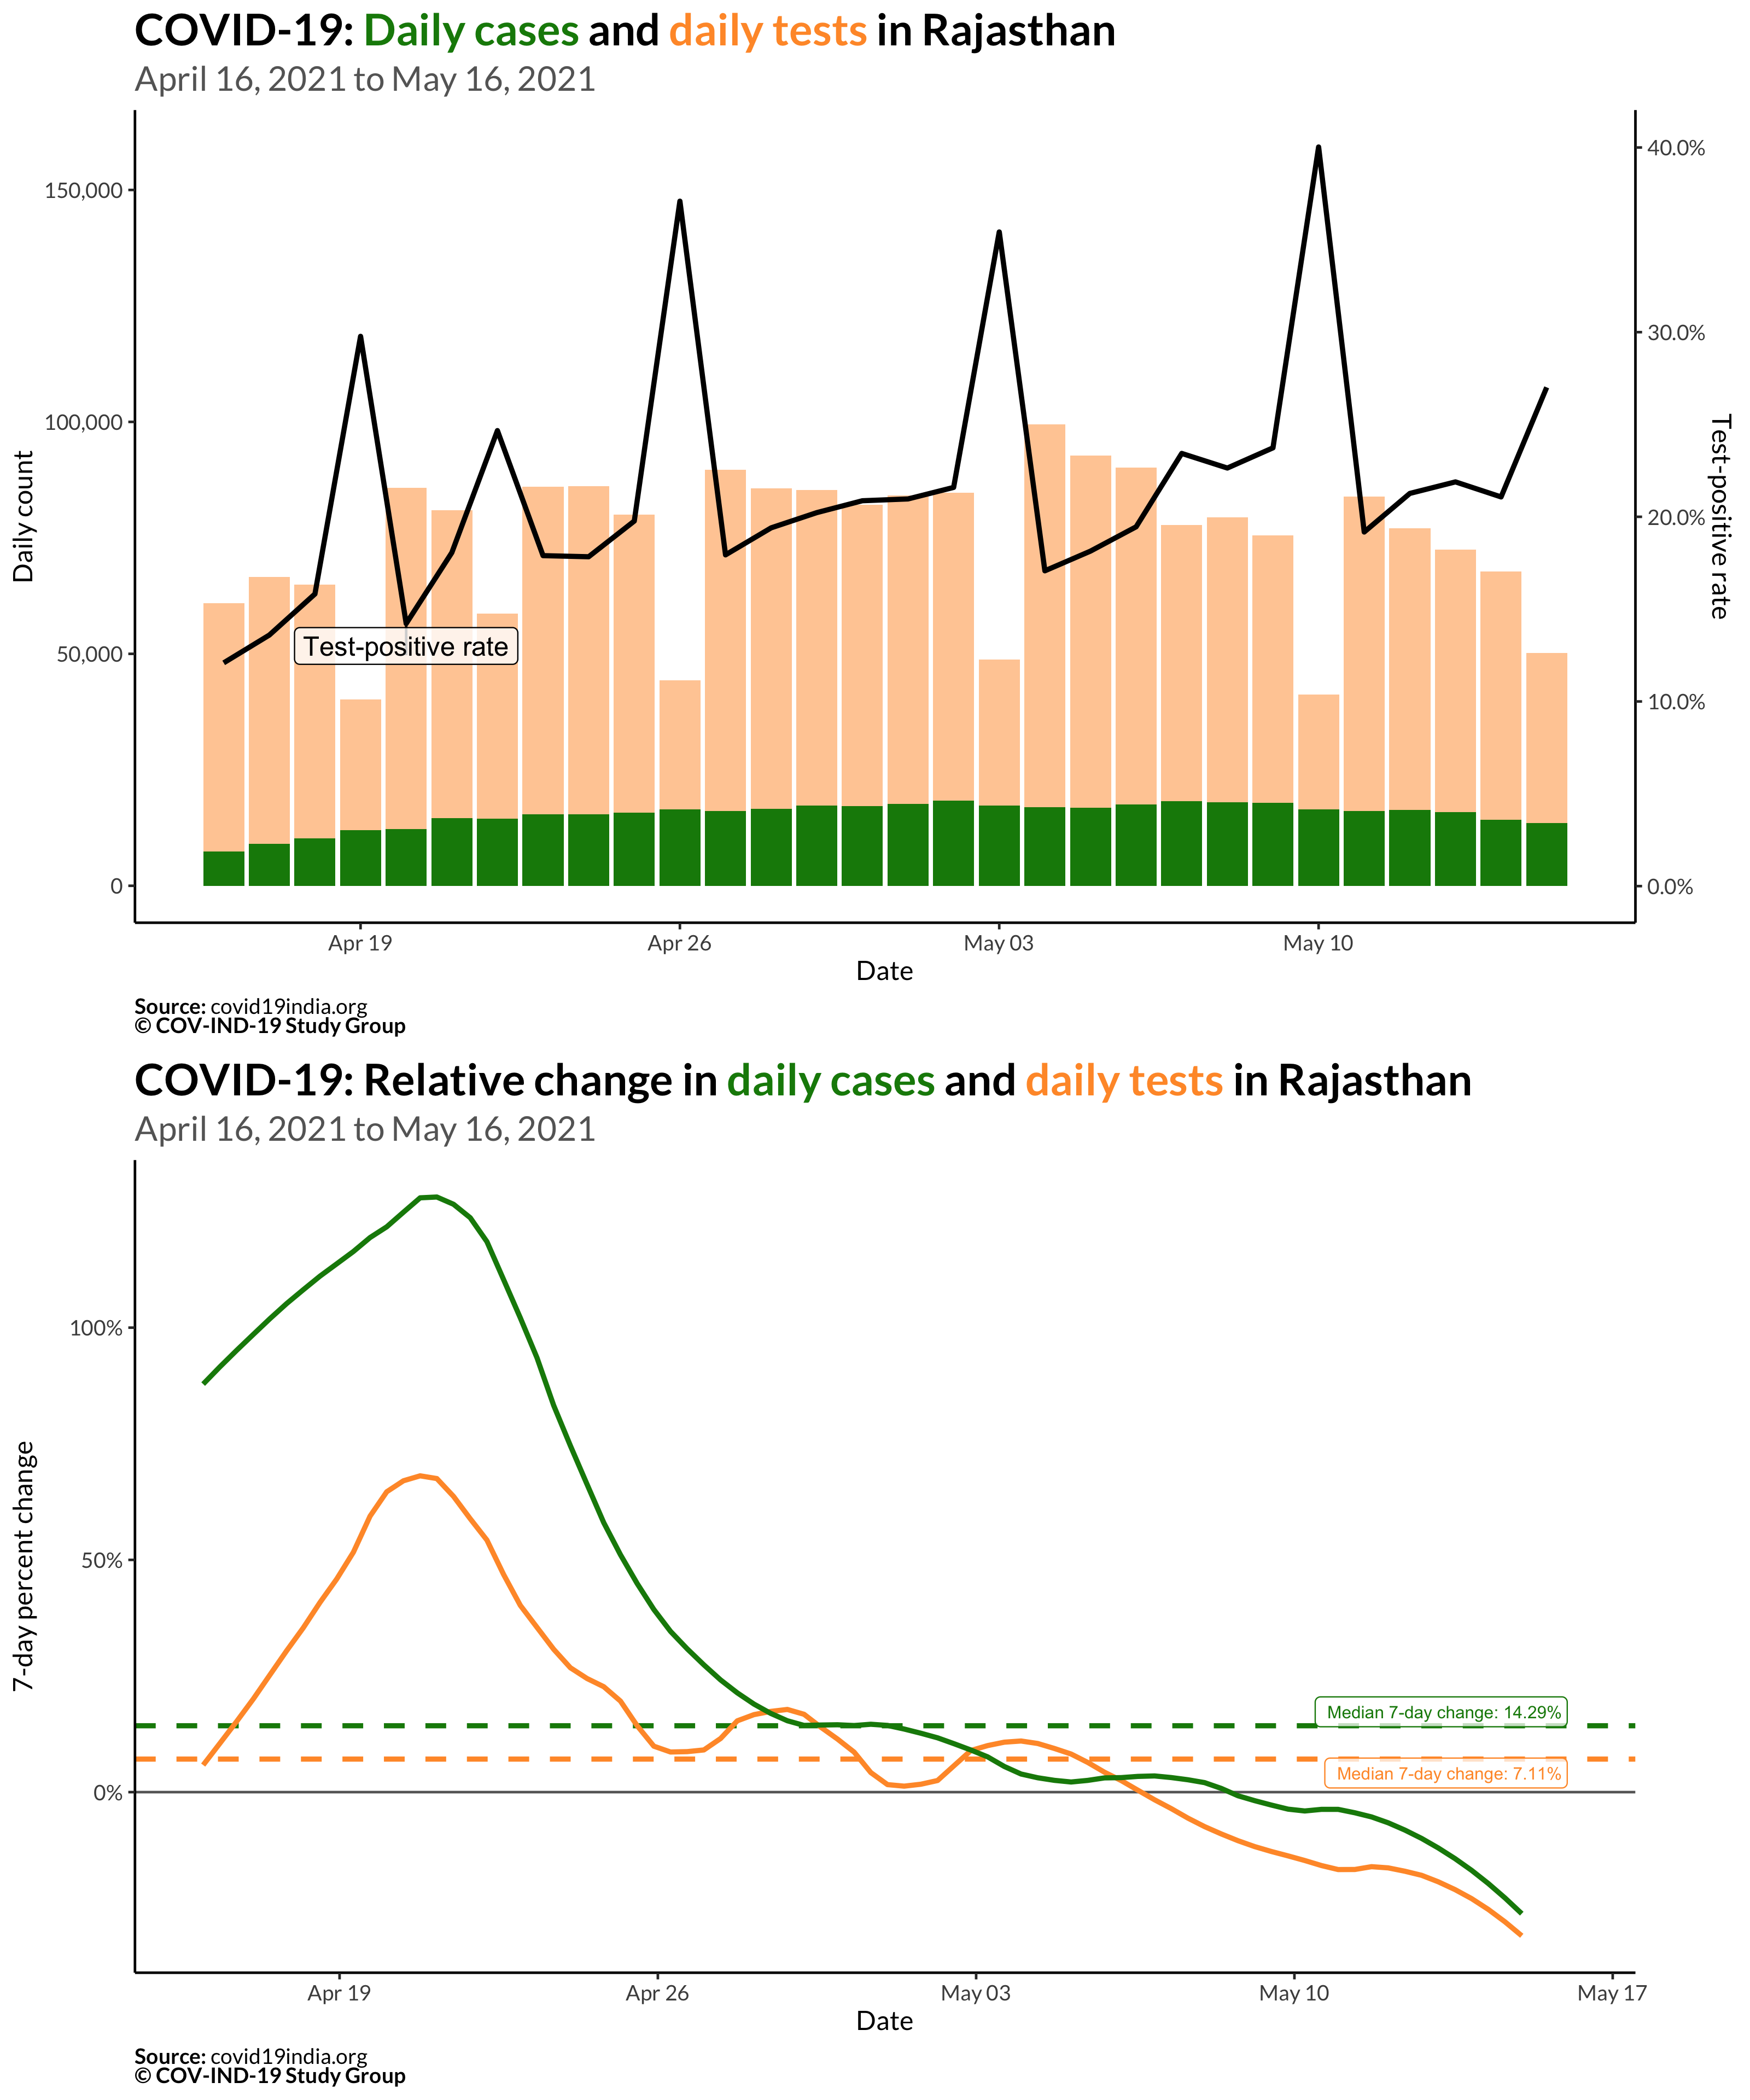 COVID-19: Daily cases and daily tests in Rajasthan
April 16, 2021 to May 16, 2021
Daily count
150,000
100,000
50,000
0
Test-positive rate
40.0%
30.0%
20.0%
10.0%
0.0%
Test-positive rate
Apr 19
Apr 26
May 03
May 10
Date
Source: covid19india.org
© COV-IND-19 Study Group
COVID-19: Relative change in daily cases and daily tests in Rajasthan
April 16, 2021 to May 16, 2021
7-day percent change
100%
50%
0%
Median 7-day change: 14.29%
Median 7-day change: 7.11%
Apr 19
Apr 26
May 03
May 10
May 17
Date
Source: covid19india.org
© COV-IND-19 Study Group